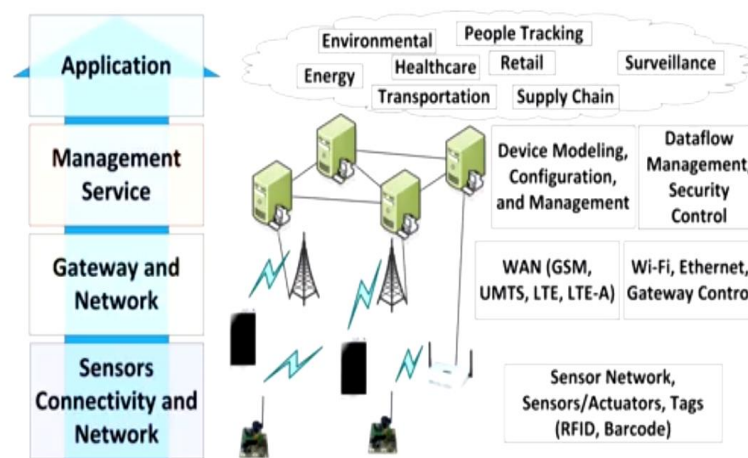 Application
Environmental
People Tracking
Energy
Healthcare
Retail
Surveillance
Transportation
Supply Chain
Management
Service
Device Modeling,
Configuration,
and Management
Dataflow
Management,
Security
Control
Gateway and
Network
WAN (GSM,
UMTS, LTE, LTE-A)
Wi-Fi, Ethernet,
Gateway Control
Sensors
Connectivity and
Network
Sensor Network,
Sensors/Actuators, Tags
(RFID, Barcode)